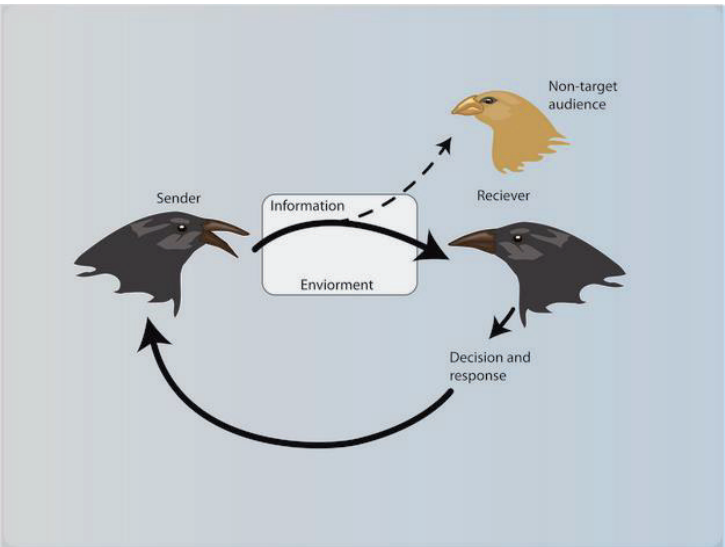 Non-target
audience
Sender
Information
Reciever
Enviorment
Decision and
response